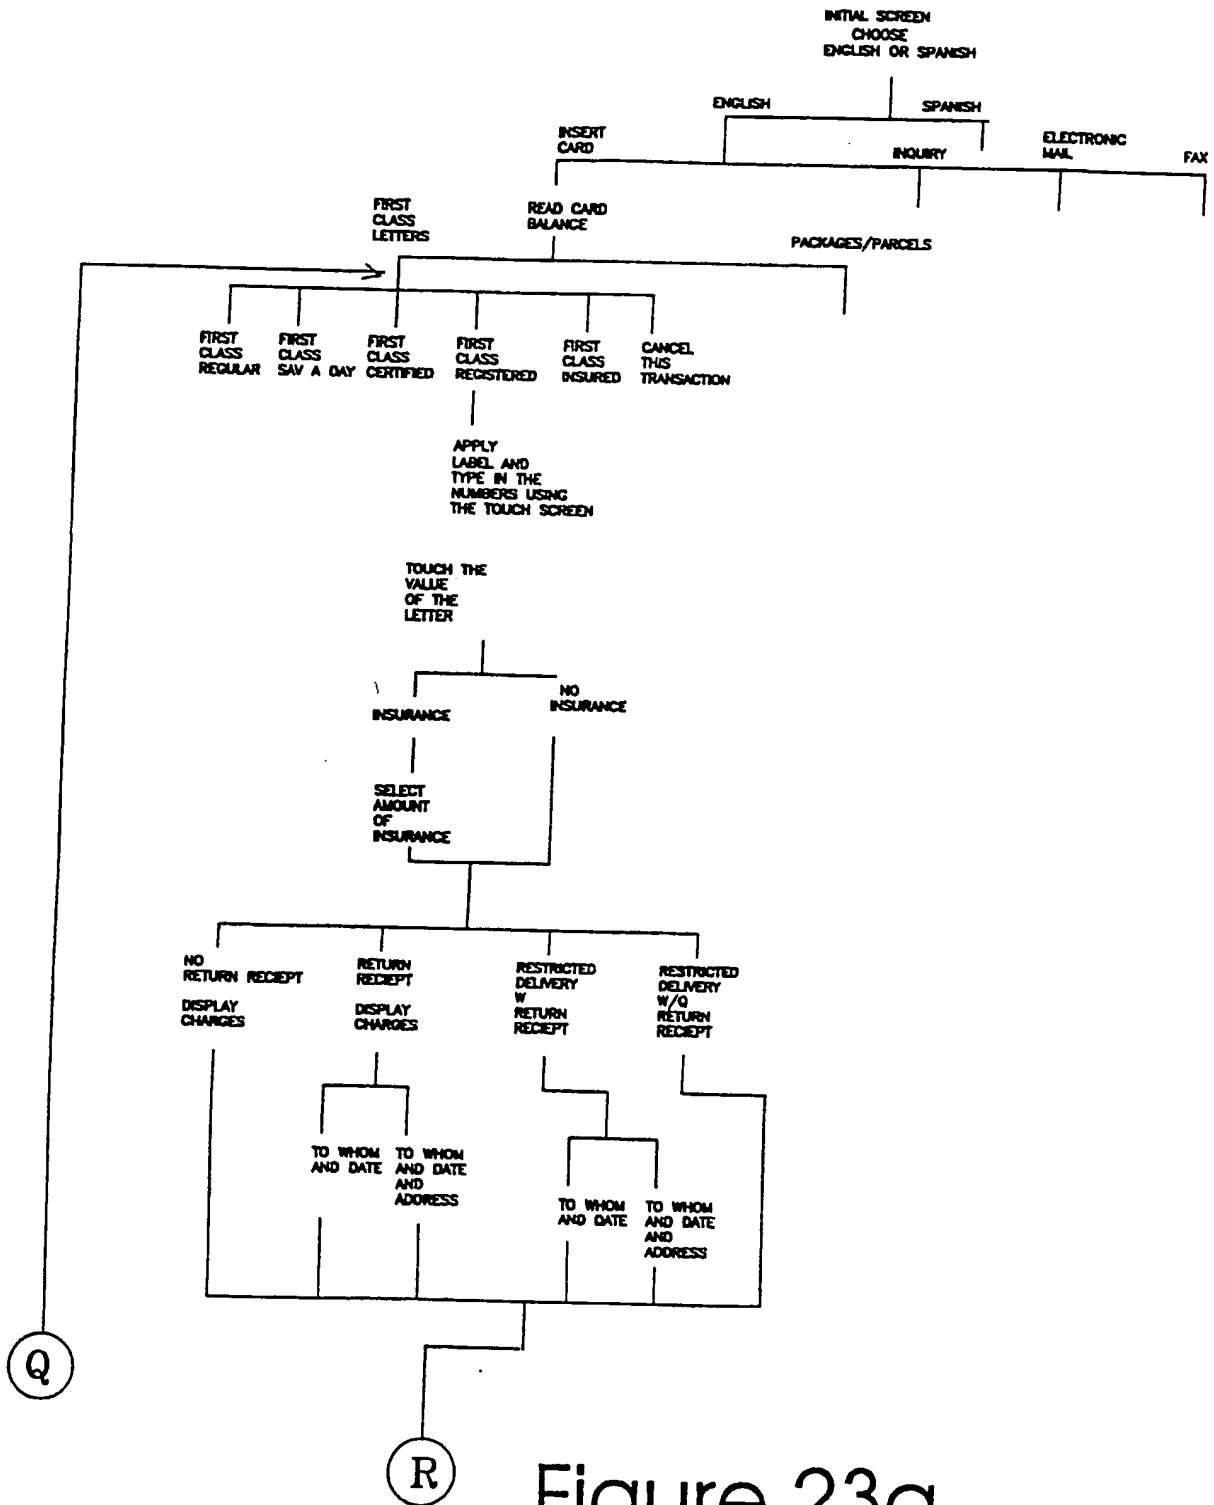 INITIAL SCREEN
CHOOSE
ENGLISH OR SPANISH
ENGLISH
SPANISH
INSERT
CARD
INQUIRY
ELECTRONIC
MAIL
FAX
FIRST
CLASS
LETTERS
READ CARD
BALANCE
PACKAGES/PARCELS
FIRST
CLASS
REGULAR
FIRST
CLASS
SAV A DAY
FIRST
CLASS
CERTIFIED
FIRST
CLASS
REGISTERED
FIRST
CLASS
INSURED
CANCEL
THIS
TRANSACTION
APPLY
LABEL AND
TYPE IN THE
NUMBERS USING
THE TOUCH SCREEN
TOUCH THE
VALUE
OF THE
LETTER
INSURANCE
NO
INSURANCE
SELECT
AMOUNT
OF
INSURANCE
NO
RETURN RECIEPT
DISPLAY
CHARGES
RETURN
RECIEPT
DISPLAY
CHARGES
RESTRICTED
DELIVERY
W
RETURN
RECIEPT
RESTRICTED
DELIVERY
W/O
RETURN
RECIEPT
TO WHOM
AND DATE
TO WHOM
AND DATE
AND
ADDRESS
TO WHOM
AND DATE
TO WHOM
AND DATE
AND
ADDRESS
Q
R
Figure 23a